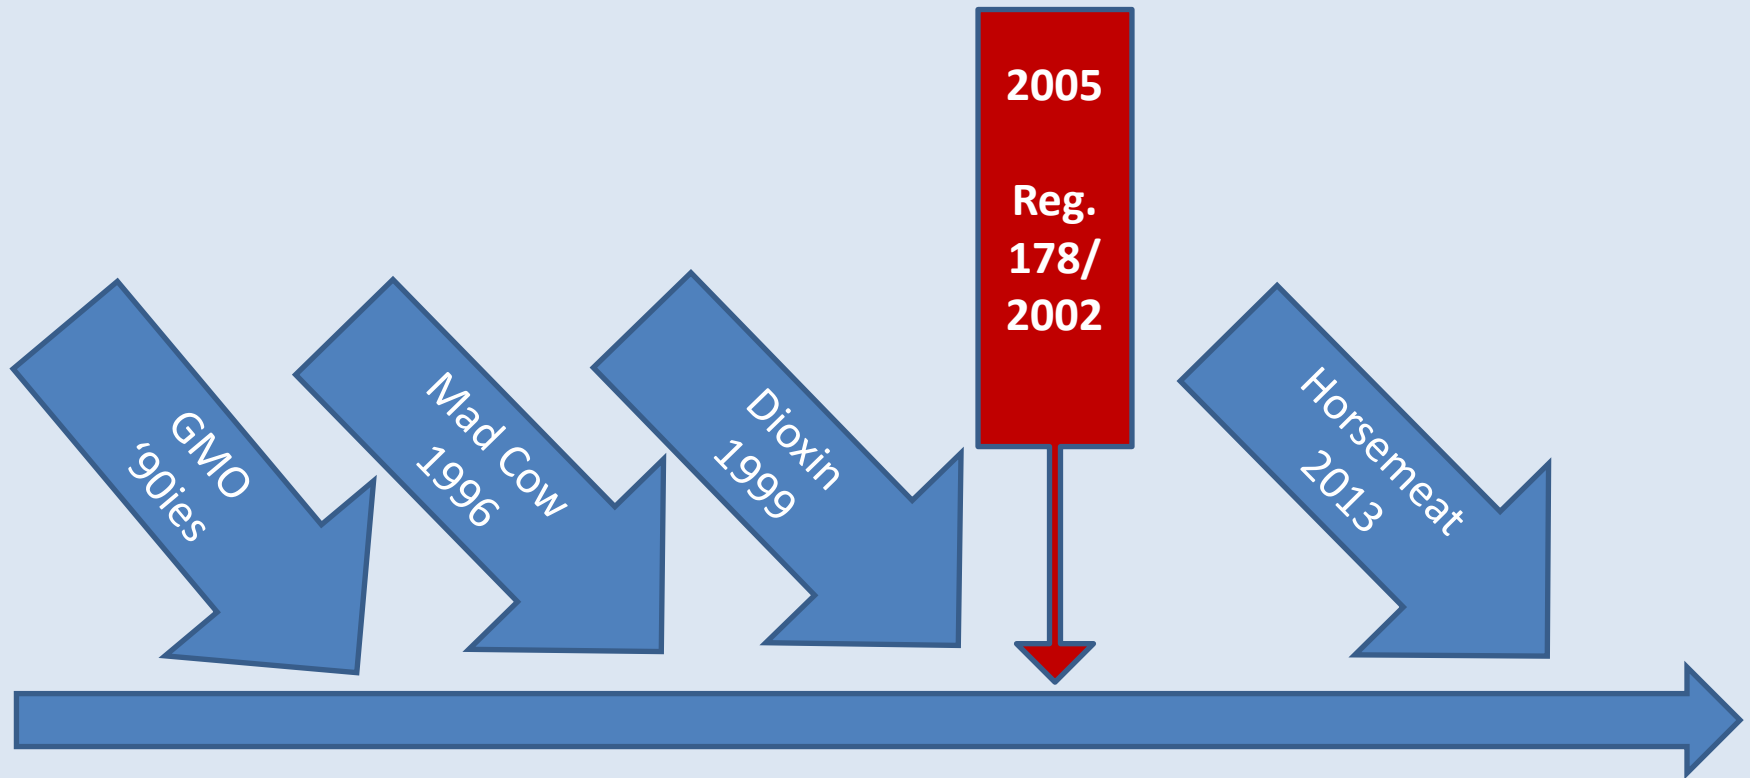 GMO
‘90ies
Mad Cow
1996
Dioxin
1999
2005
Reg.
178/
2002
Horsemeat
2013